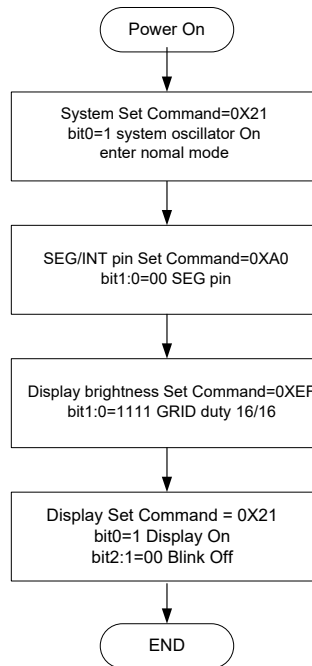 Power On
System Set Command=0X21
bit0=1 system oscillator On
enter nomal mode
SEG/INT pin Set Command=0XA0
bit1:0=00 SEG pin
Display brightness Set Command=0XEF
bit1:0=1111 GRID duty 16/16
Display Set Command = 0X21
bit0=1 Display On
bit2:1=00 Blink Off
END